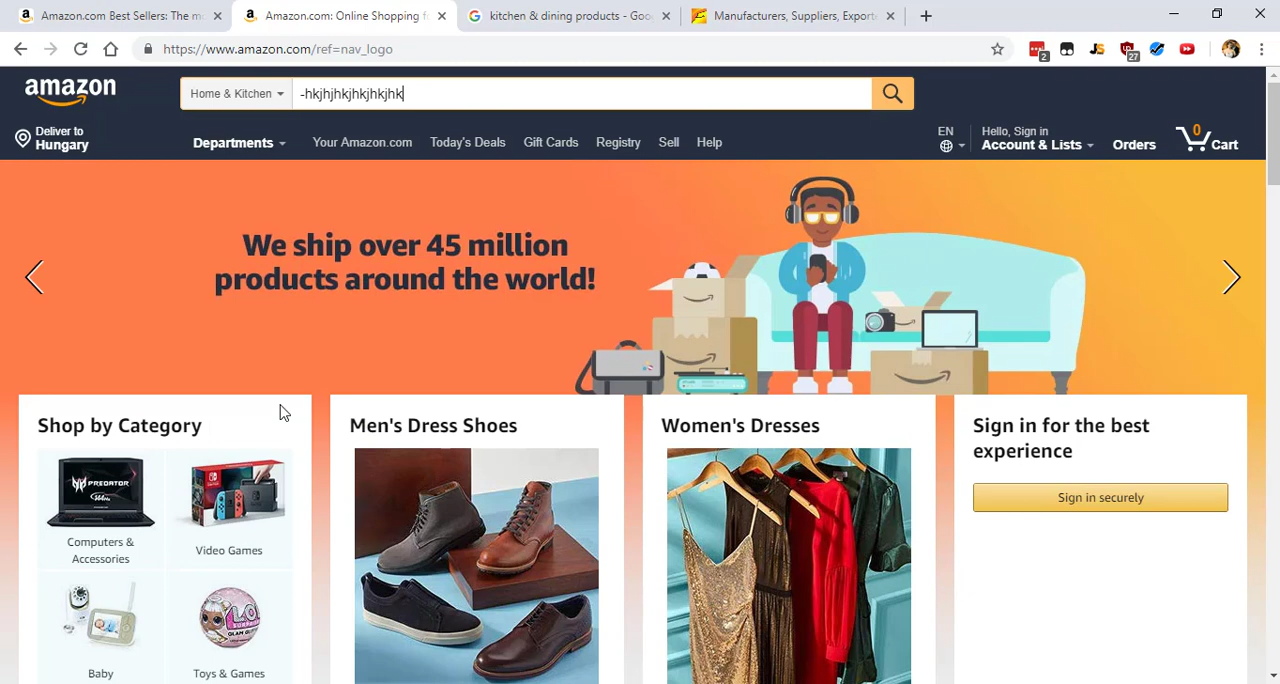 Amazon.com Best Sellers: The m
Amazon.com: Online Shopping f
kitchen & dining products - Goo
Manufacturers, Suppliers, Export
https://www.amazon.com/ref=nav_logo
2
JS
27
amazon
Home & Kitchen
-hkjhjhkjhkjhkjhk
Deliver to
Hungary
Departments
Your Amazon.com
Today's Deals
Gift Cards
Registry
Sell
Help
EN
Hello, Sign in
Account & Lists
Orders
0
Cart
We ship over 45 million
products around the world!
Shop by Category
Men's Dress Shoes
Women's Dresses
Sign in for the best
experience
Sign in securely
PREDATOR
Computers &
Accessories
Video Games
Baby
Toys & Games